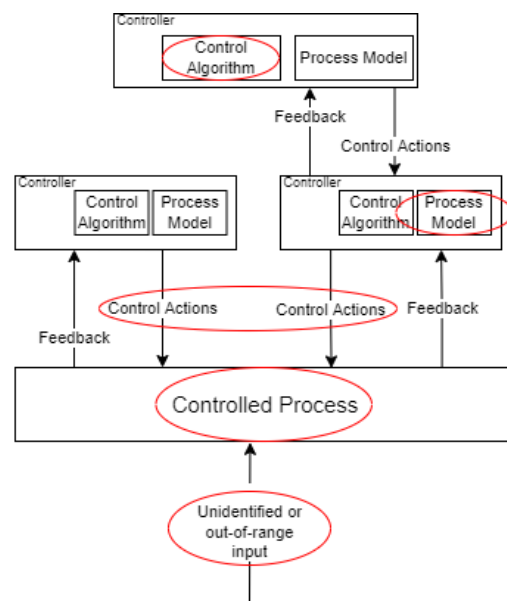 Controller
Control
Algorithm
Process Model
Feedback
Control Actions
Controller
Control
Algorithm
Process
Model
Controller
Control
Algorithm
Process
Model
Control Actions
Control Actions
Feedback
Feedback
Controlled Process
Unidentified or
out-of-range
input